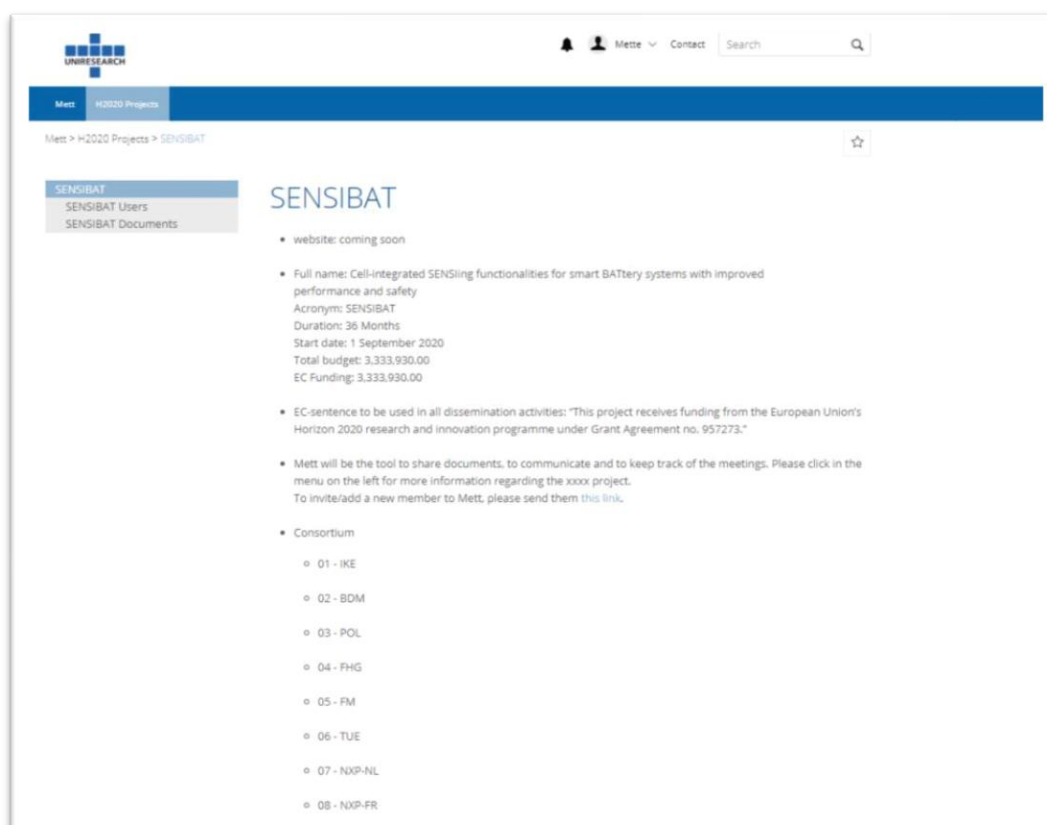 UNIRESEARCH
Mette
Contact
Search
Mett
H2020 Projects
Mett > H2020 Projects > SENSIBAT
SENSIBAT
SENSIBAT Users
SENSIBAT Documents
SENSIBAT
• website: coming soon
• Full name: Cell-integrated SENSIing functionalities for smart BATtery systems with improved
performance and safety
Acronym: SENSIBAT
Duration: 36 Months
Start date: 1 September 2020
Total budget: 3,333,930.00
EC Funding: 3,333,930.00
• EC-sentence to be used in all dissemination activities: "This project receives funding from the European Union's
Horizon 2020 research and innovation programme under Grant Agreement no. 957273."
• Mett will be the tool to share documents, to communicate and to keep track of the meetings. Please click in the
menu on the left for more information regarding the xxxx project.
To invite/add a new member to Mett, please send them this link.
• Consortium
○ 01 - IKE
○ 02 - BDM
○ 03 - POL
○ 04 - FHG
○ 05 - FM
○ 06 - TUE
○ 07 - NXP-NL
○ 08 - NXP-FR